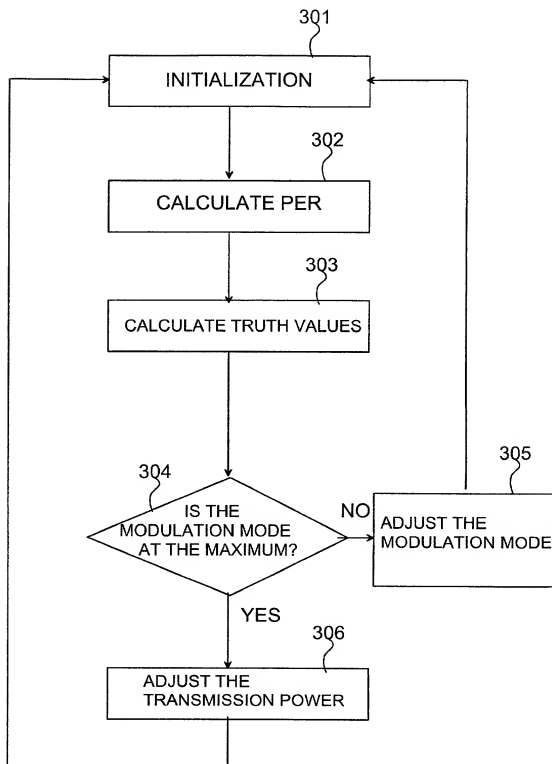 301
INITIALIZATION
302
CALCULATE PER
303
CALCULATE TRUTH VALUES
304
IS THE
MODULATION MODE
AT THE MAXIMUM?
NO
305
ADJUST THE
MODULATION MODE
YES
306
ADJUST THE
TRANSMISSION POWER